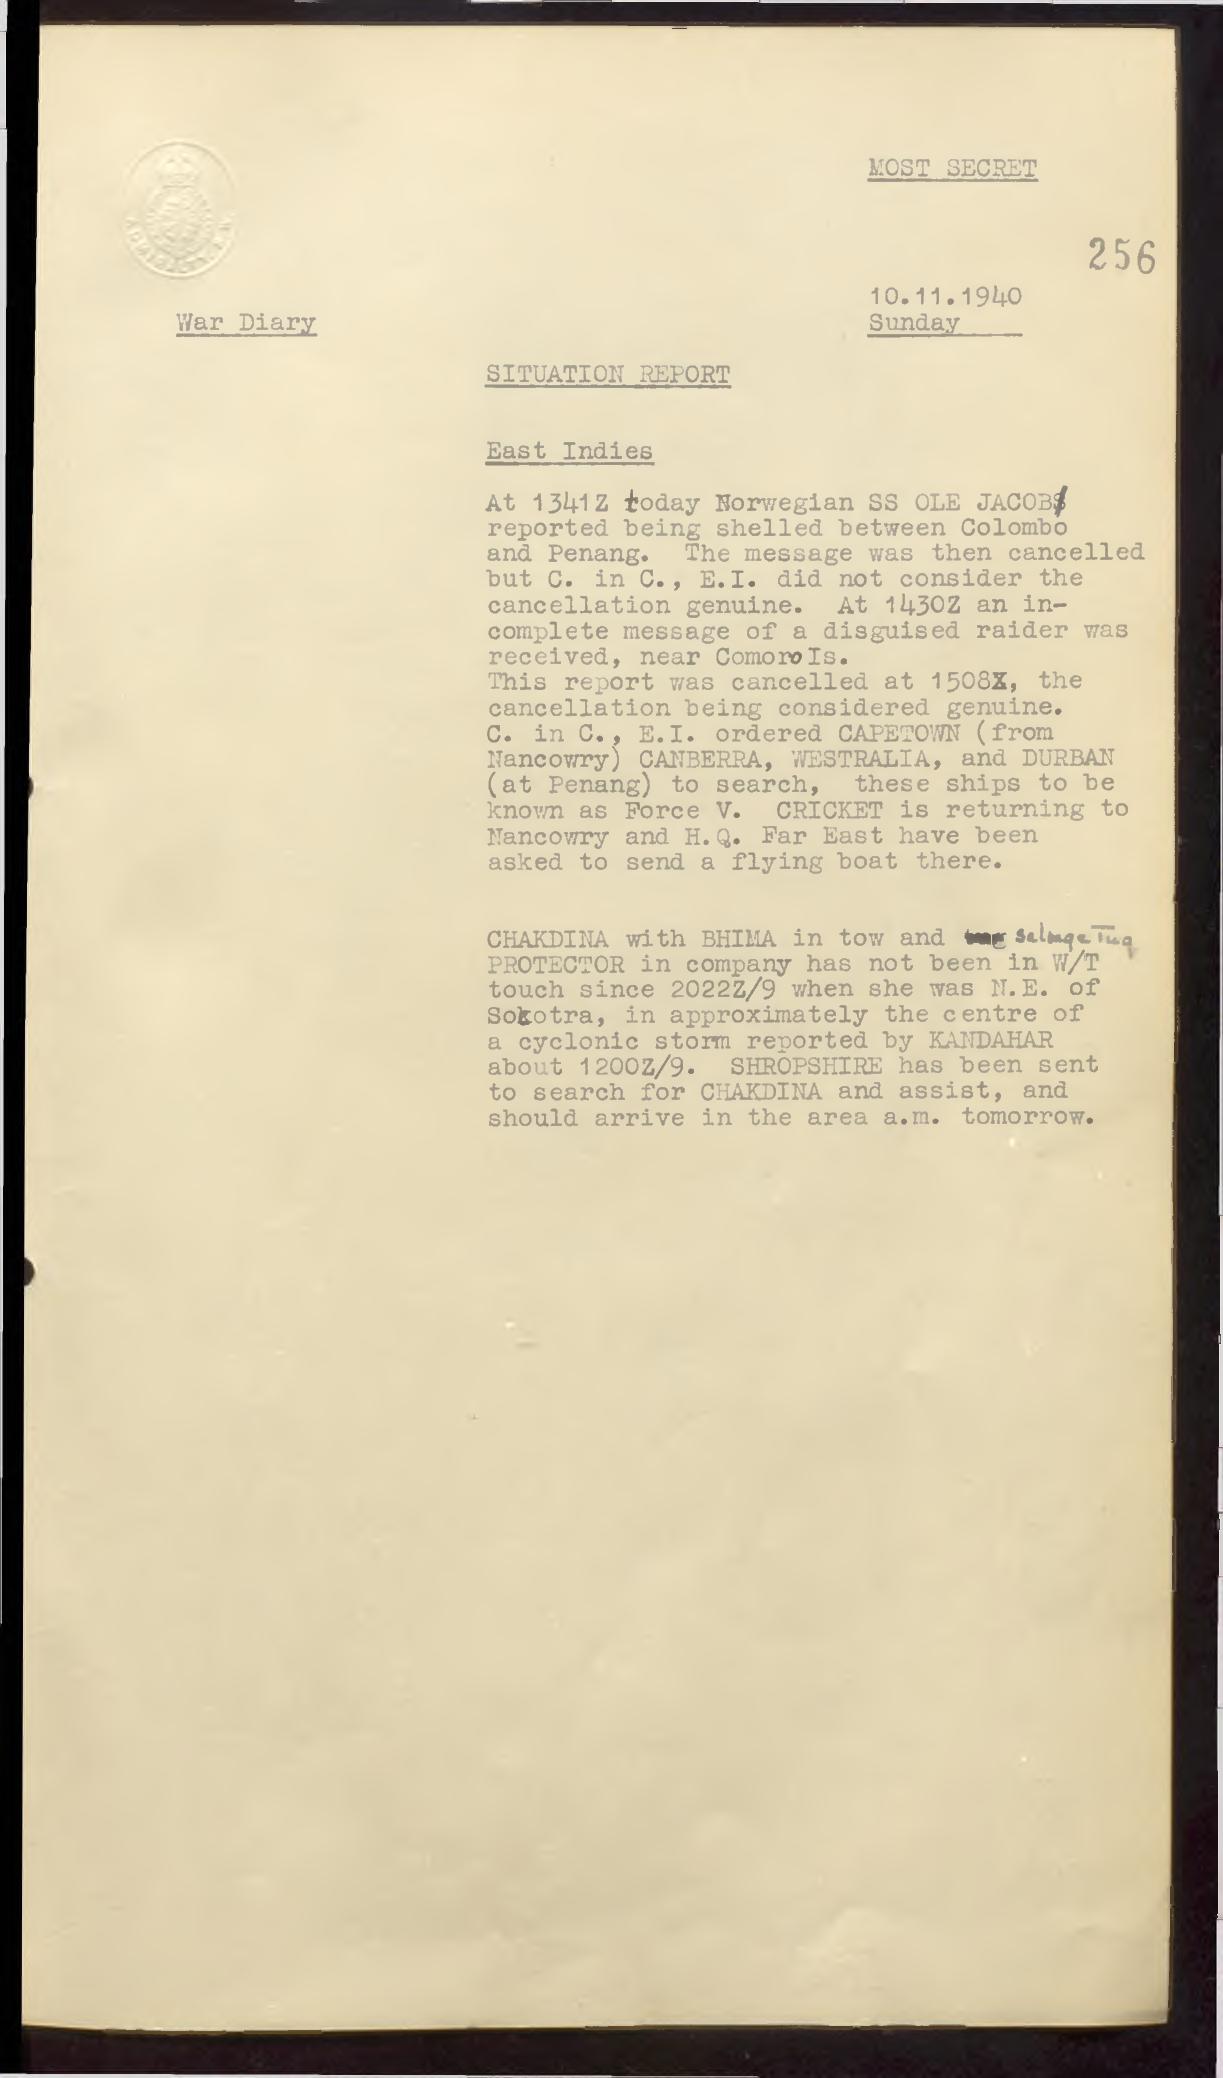 MOST SECRET
256
10.11.1940
War Diary
Sunday
SITUATION REPORT
East Indies
At 1341Z today Norwegian SS OLE JACOB
reported being shelled between Colombo
and Penang. The message was then cancelled
but C. in C., E.I. did not consider the
cancellation genuine. At 1430Z an in-
complete message of a disguised raider was
received, near Comoro Is.
This report was cancelled at 1508Z, the
cancellation being considered genuine.
C. in C., E.I. ordered CAPETOWN (from
Nancowry) CANBERRA, WESTRALIA, and DURBAN
(at Penang) to search, these ships to be
known as Force V. CRICKET is returning to
Nancowry and H.Q. Far East have been
asked to send a flying boat there.
CHAKDINA with BHIMA in tow and Salvage Tug
PROTECTOR in company has not been in W/T
touch since 2022Z/9 when she was N.E. of
Sokotra, in approximately the centre of
a cyclonic storm reported by KANDAHAR
about 1200Z/9. SHROPSHIRE has been sent
to search for CHAKDINA and assist, and
should arrive in the area a.m. tomorrow.